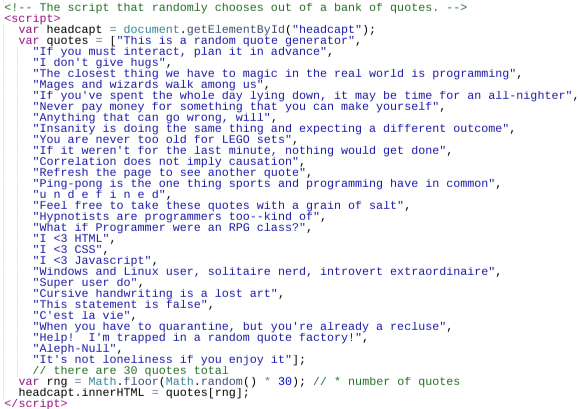 <!-- The script that randomly chooses out of a bank of quotes. -->
<script>
  var headcapt = document.getElementById("headcapt");
  var quotes = ["This is a random quote generator",
    "If you must interact, plan it in advance",
    "I don't give hugs",
    "The closest thing we have to magic in the real world is programming",
    "Mages and wizards walk among us",
    "If you've spent the whole day lying down, it may be time for an all-nighter",
    "Never pay money for something that you can make yourself",
    "Anything that can go wrong, will",
    "Insanity is doing the same thing and expecting a different outcome",
    "You are never too old for LEGO sets",
    "If it weren't for the last minute, nothing would get done",
    "Correlation does not imply causation",
    "Refresh the page to see another quote",
    "Ping-pong is the one thing sports and programming have in common",
    "u n d e f i n e d",
    "Feel free to take these quotes with a grain of salt",
    "Hypnotists are programmers too--kind of",
    "What if Programmer were an RPG class?",
    "I <3 HTML",
    "I <3 CSS",
    "I <3 Javascript",
    "Windows and Linux user, solitaire nerd, introvert extraordinaire",
    "Super user do",
    "Cursive handwriting is a lost art",
    "This statement is false",
    "C'est la vie",
    "When you have to quarantine, but you're already a recluse",
    "Help!  I'm trapped in a random quote factory!",
    "Aleph-Null",
    "It's not loneliness if you enjoy it"];
    // there are 30 quotes total
  var rng = Math.floor(Math.random() * 30); // * number of quotes
  headcapt.innerHTML = quotes[rng];
</script>